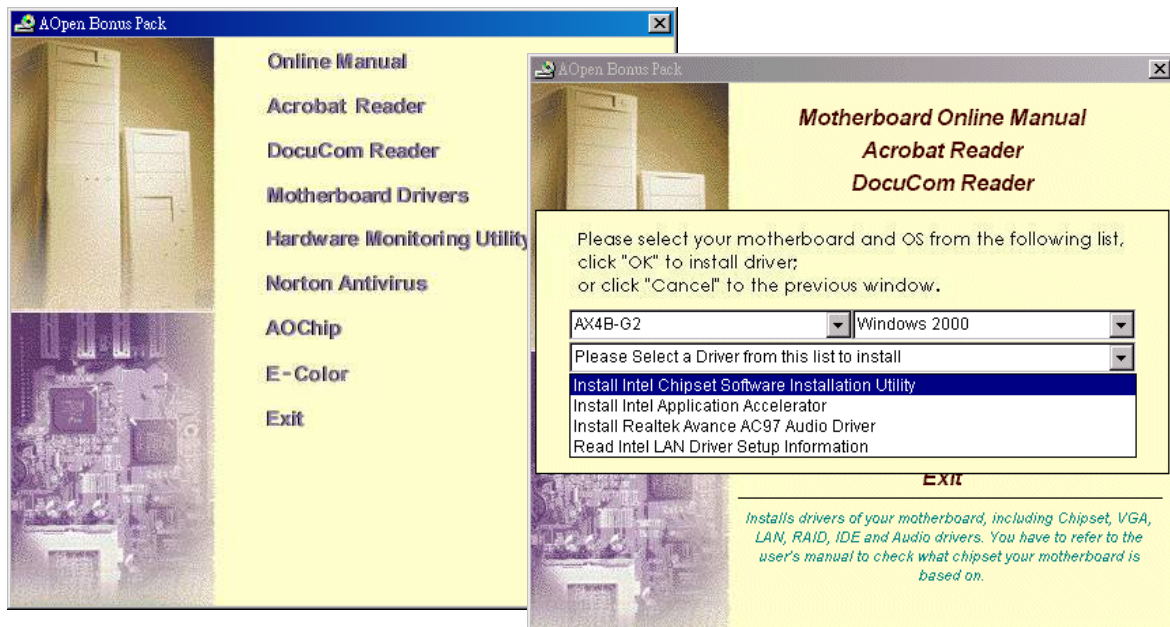 AOpen Bonus Pack
Online Manual
Acrobat Reader
DocuCom Reader
Motherboard Drivers
Hardware Monitoring Utility
Norton Antivirus
AOChip
E-Color
Exit
AOpen Bonus Pack
Motherboard Online Manual
Acrobat Reader
DocuCom Reader
Please select your motherboard and OS from the following list,
click "OK" to install driver;
or click "Cancel" to the previous window.
AX4B-G2 Windows 2000
Please Select a Driver from this list to install
Install Intel Chipset Software Installation Utility
Install Intel Application Accelerator
Install Realtek Avance AC97 Audio Driver
Read Intel LAN Driver Setup Information
Exit
Installs drivers of your motherboard, including Chipset, VGA,
LAN, RAID, IDE and Audio drivers. You have to refer to the
user's manual to check what chipset your motherboard is
based on.